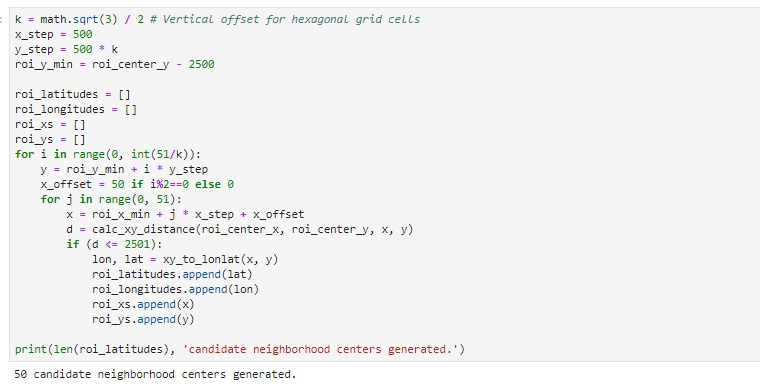 k = math.sqrt(3) / 2 # Vertical offset for hexagonal grid cells
x_step = 500
y_step = 500 * k
roi_y_min = roi_center_y - 2500

roi_latitudes = []
roi_longitudes = []
roi_xs = []
roi_ys = []
for i in range(0, int(51/k)):
    y = roi_y_min + i * y_step
    x_offset = 50 if i%2==0 else 0
    for j in range(0, 51):
        x = roi_x_min + j * x_step + x_offset
        d = calc_xy_distance(roi_center_x, roi_center_y, x, y)
        if (d <= 2501):
            lon, lat = xy_to_lonlat(x, y)
            roi_latitudes.append(lat)
            roi_longitudes.append(lon)
            roi_xs.append(x)
            roi_ys.append(y)

print(len(roi_latitudes), 'candidate neighborhood centers generated.')
50 candidate neighborhood centers generated.